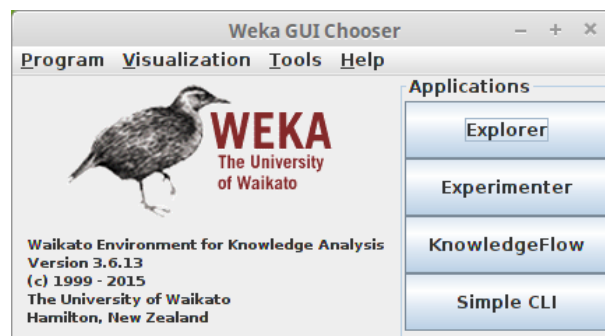 Weka GUI Chooser
Program Visualization Tools Help
WEKA
The University
of Waikato
Waikato Environment for Knowledge Analysis
Version 3.6.13
(c) 1999 - 2015
The University of Waikato
Hamilton, New Zealand
Applications
Explorer
Experimenter
KnowledgeFlow
Simple CLI